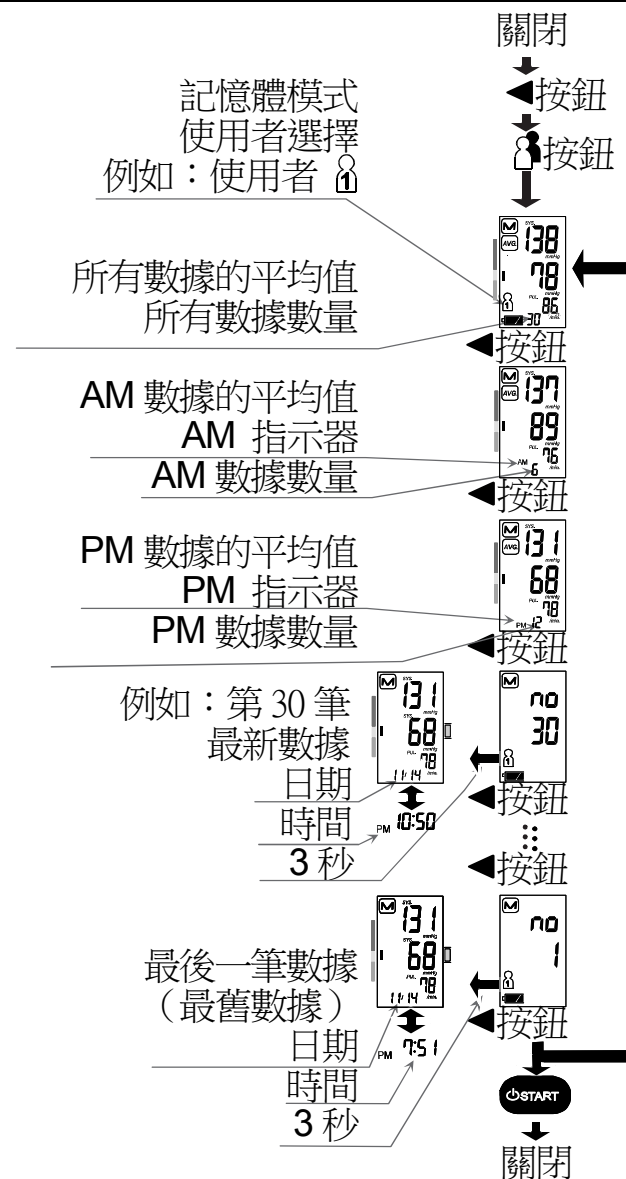 關閉
◀按鈕
按鈕
記憶體模式
使用者選擇
例如：使用者 1
M SYS. 138
AVG. mmHg
78
mmHg
PUL. 86
1 30 /min.
所有數據的平均值
所有數據數量
◀按鈕
M SYS. 137
AVG. mmHg
89
mmHg
PUL. 76
AM 6 /min.
AM 數據的平均值
AM 指示器
AM 數據數量
◀按鈕
M SYS. 131
AVG. mmHg
68
mmHg
PUL. 78
PM 12 /min.
PM 數據的平均值
PM 指示器
PM 數據數量
◀按鈕
例如：第 30 筆
最新數據
日期
時間
3 秒
M SYS. 131
mmHg
SYS. 68
mmHg
PUL. 78
11/14 /min.
PM 10:50
M
no
30
1
◀按鈕
◀按鈕
最後一筆數據
（最舊數據）
日期
時間
3 秒
M SYS. 131
mmHg
SYS. 68
mmHg
PUL. 78
11/14 /min.
PM 7:51
M
no
1
1
◀按鈕
START
關閉